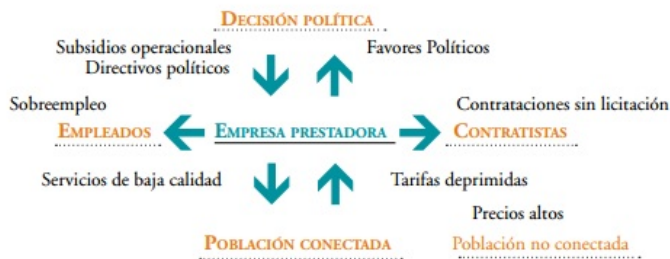 DECISIÓN POLÍTICA
Subsidios operacionales
Directivos políticos
Favores Políticos
Sobreempleo
Contrataciones sin licitación
EMPLEADOS
EMPRESA PRESTADORA
CONTRATISTAS
Servicios de baja calidad
Tarifas deprimidas
Precios altos
POBLACIÓN CONECTADA
Población no conectada